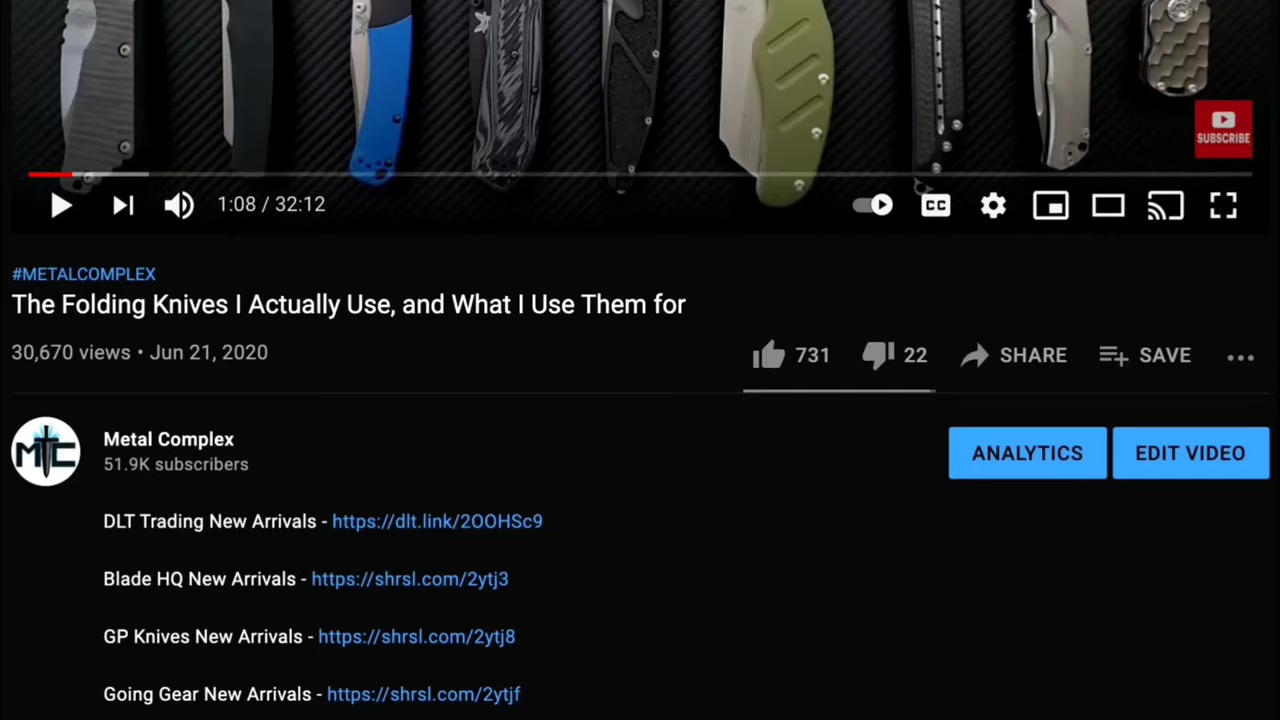 SUBSCRIBE
1:08 / 32:12
CC
#METALCOMPLEX
The Folding Knives I Actually Use, and What I Use Them for
30,670 views • Jun 21, 2020
731 22 SHARE SAVE
MTC
Metal Complex
51.9K subscribers
ANALYTICS EDIT VIDEO
DLT Trading New Arrivals - https://dlt.link/2OOHSc9
Blade HQ New Arrivals - https://shrsl.com/2ytj3
GP Knives New Arrivals - https://shrsl.com/2ytj8
Going Gear New Arrivals - https://shrsl.com/2ytjf